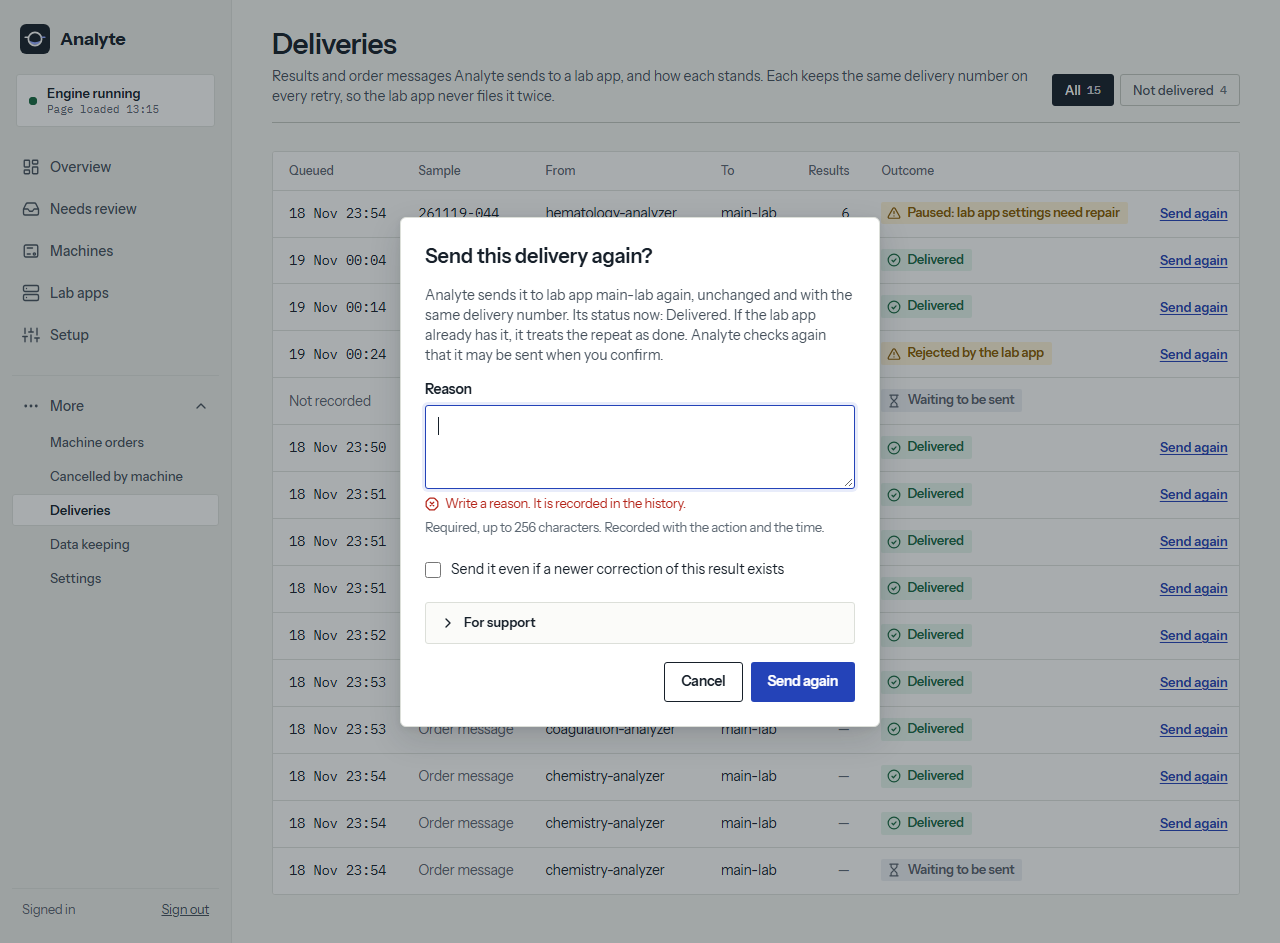 Analyte
Engine running
Page loaded 13:15
Overview
Needs review
Machines
Lab apps
Setup
More
Machine orders
Cancelled by machine
Deliveries
Data keeping
Settings
Signed in Sign out
Deliveries
Results and order messages Analyte sends to a lab app, and how each stands. Each keeps the same delivery number on
every retry, so the lab app never files it twice.
All 15 Not delivered 4
Queued Sample From To Results Outcome
18 Nov 23:54 261119-044 hematology-analyzer main-lab 6 Paused: lab app settings need repair Send again
19 Nov 00:04 Delivered Send again
19 Nov 00:14 Delivered Send again
19 Nov 00:24 Rejected by the lab app Send again
Not recorded Waiting to be sent
18 Nov 23:50 Delivered Send again
18 Nov 23:51 Delivered Send again
18 Nov 23:51 Delivered Send again
18 Nov 23:51 Delivered Send again
18 Nov 23:52 Delivered Send again
18 Nov 23:53 Delivered Send again
18 Nov 23:53 Order message coagulation-analyzer main-lab — Delivered Send again
18 Nov 23:54 Order message chemistry-analyzer main-lab — Delivered Send again
18 Nov 23:54 Order message chemistry-analyzer main-lab — Delivered Send again
18 Nov 23:54 Order message chemistry-analyzer main-lab — Waiting to be sent
Send this delivery again?
Analyte sends it to lab app main-lab again, unchanged and with the
same delivery number. Its status now: Delivered. If the lab app
already has it, it treats the repeat as done. Analyte checks again
that it may be sent when you confirm.
Reason
Write a reason. It is recorded in the history.
Required, up to 256 characters. Recorded with the action and the time.
Send it even if a newer correction of this result exists
For support
Cancel Send again